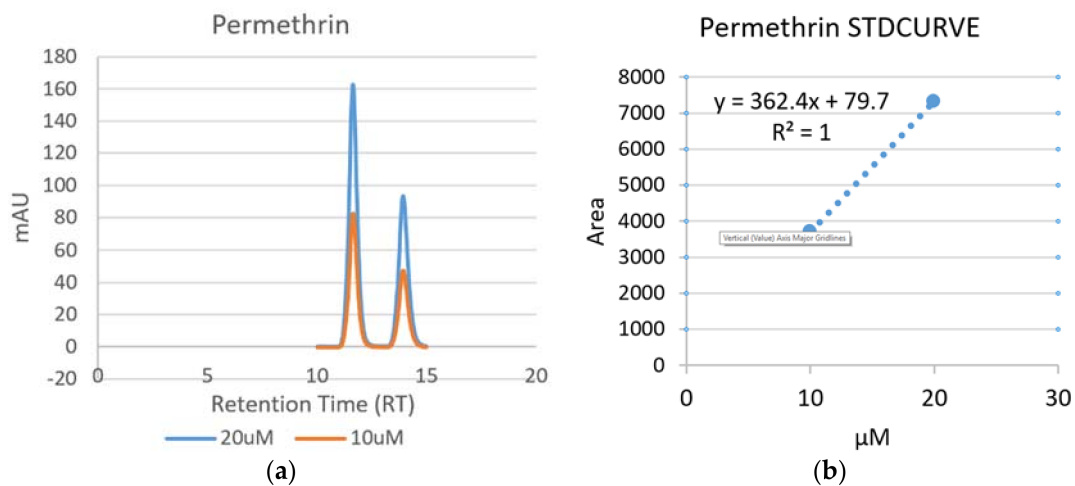 Permethrin
180
160
140
120
100
80
60
40
20
0
-20
mAU
0 5 10 15 20
Retention Time (RT)
20uM 10uM
(a)
Permethrin STDCURVE
8000
7000
6000
5000
4000
3000
2000
1000
0
Area
y = 362.4x + 79.7
R² = 1
Vertical (Value) Axis Major Gridlines
0 10 20 30
µM
(b)